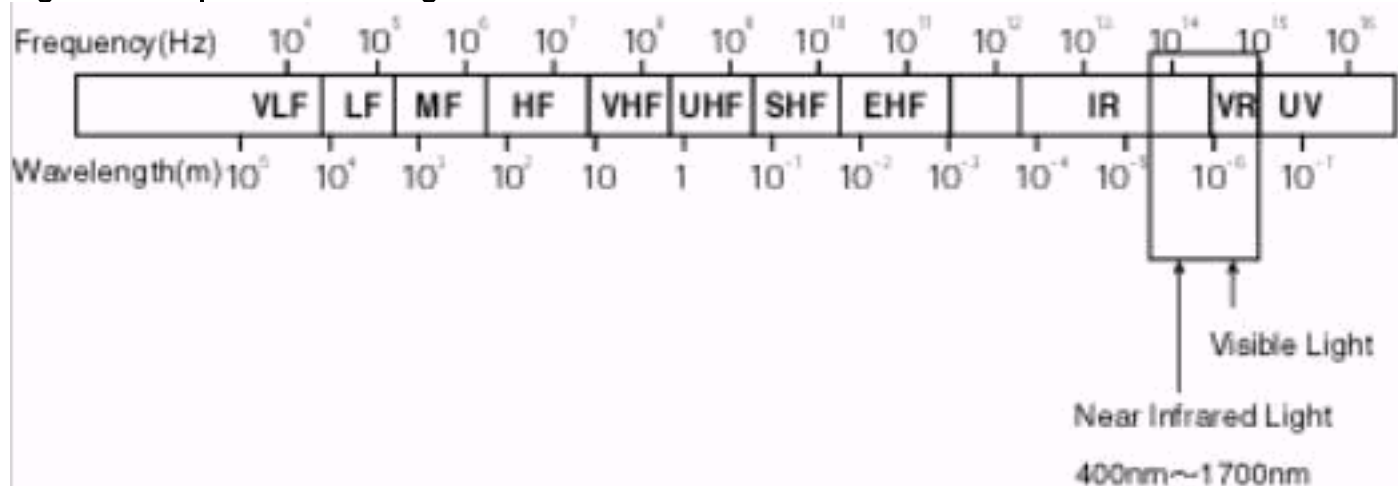 Frequency(Hz) 10⁴ 10⁵ 10⁶ 10⁷ 10⁸ 10⁹ 10¹⁰ 10¹¹ 10¹² 10¹³ 10¹⁴ 10¹⁵ 10¹⁶
VLF LF MF HF VHF UHF SHF EHF IR VR UV
Wavelength(m) 10⁵ 10⁴ 10³ 10² 10 1 10⁻¹ 10⁻² 10⁻³ 10⁻⁴ 10⁻⁵ 10⁻⁶ 10⁻⁷
Visible Light
Near Infrared Light
400nm~1700nm